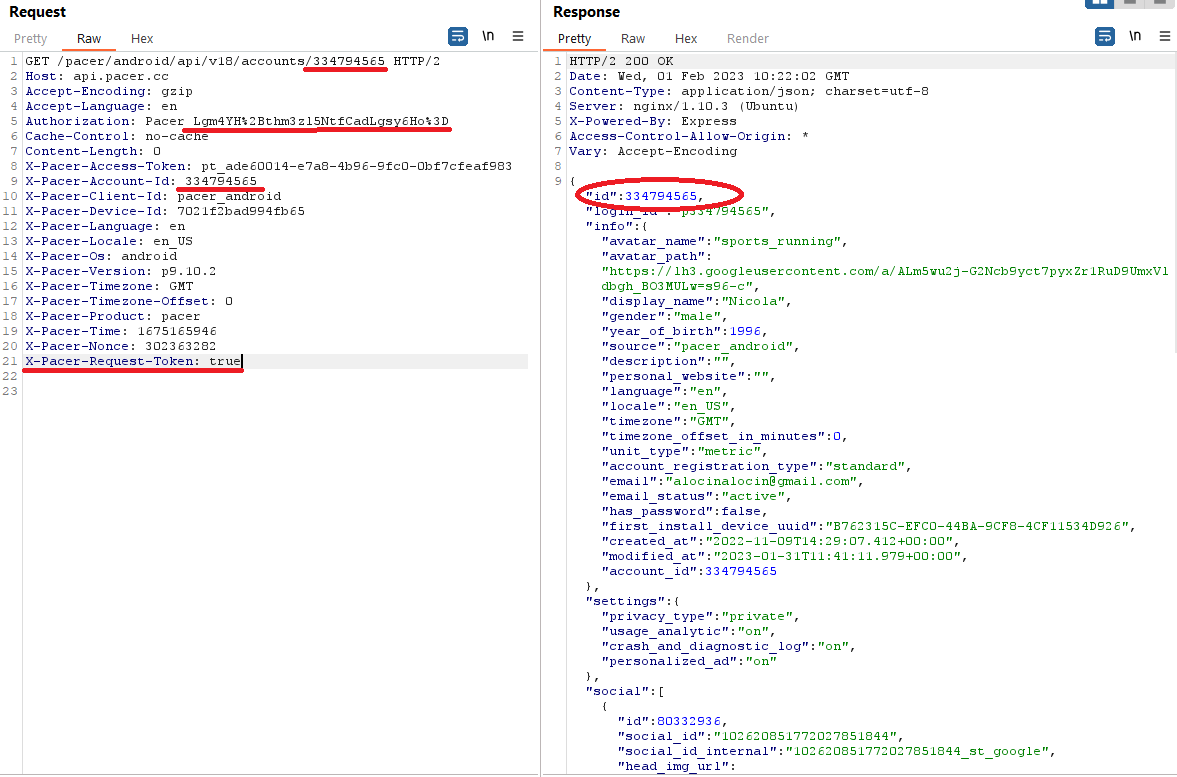 Request
Pretty Raw Hex
\n
1 GET /pacer/android/api/v18/accounts/334794565 HTTP/2
2 Host: api.pacer.cc
3 Accept-Encoding: gzip
4 Accept-Language: en
5 Authorization: Pacer Lgm4YH%2Bthm3zl5NtfCadLgsy6Ho%3D
6 Cache-Control: no-cache
7 Content-Length: 0
8 X-Pacer-Access-Token: pt_ade60014-e7a8-4b96-9fc0-0bf7cfeaf983
9 X-Pacer-Account-Id: 334794565
10 X-Pacer-Client-Id: pacer_android
11 X-Pacer-Device-Id: 7021f2bad994fb65
12 X-Pacer-Language: en
13 X-Pacer-Locale: en_US
14 X-Pacer-Os: android
15 X-Pacer-Version: p9.10.2
16 X-Pacer-Timezone: GMT
17 X-Pacer-Timezone-Offset: 0
18 X-Pacer-Product: pacer
19 X-Pacer-Time: 1675165946
20 X-Pacer-Nonce: 302363282
21 X-Pacer-Request-Token: true
22
23
Response
Pretty Raw Hex Render
\n
1 HTTP/2 200 OK
2 Date: Wed, 01 Feb 2023 10:22:02 GMT
3 Content-Type: application/json; charset=utf-8
4 Server: nginx/1.10.3 (Ubuntu)
5 X-Powered-By: Express
6 Access-Control-Allow-Origin: *
7 Vary: Accept-Encoding
8
9 {
"id":334794565,
"login_id":"p334794565",
"info":{
"avatar_name":"sports_running",
"avatar_path":
"https://lh3.googleusercontent.com/a/ALm5wu2j-G2Ncb9yct7pyxZr1RuD9UmxVl
dbgh_BO3MULw=s96-c",
"display_name":"Nicola",
"gender":"male",
"year_of_birth":1996,
"source":"pacer_android",
"description":"",
"personal_website":"",
"language":"en",
"locale":"en_US",
"timezone":"GMT",
"timezone_offset_in_minutes":0,
"unit_type":"metric",
"account_registration_type":"standard",
"email":"alocinalocin@gmail.com",
"email_status":"active",
"has_password":false,
"first_install_device_uuid":"B762315C-EFC0-44BA-9CF8-4CF11534D926",
"created_at":"2022-11-09T14:29:07.412+00:00",
"modified_at":"2023-01-31T11:41:11.979+00:00",
"account_id":334794565
},
"settings":{
"privacy_type":"private",
"usage_analytic":"on",
"crash_and_diagnostic_log":"on",
"personalized_ad":"on"
},
"social":[
{
"id":80332936,
"social_id":"102620851772027851844",
"social_id_internal":"102620851772027851844_st_google",
"head_img_url":